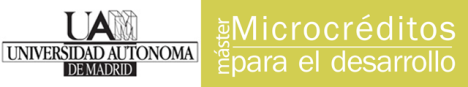 UAM
UNIVERSIDAD AUTONOMA
DE MADRID
máster
Microcréditos
para el desarrollo